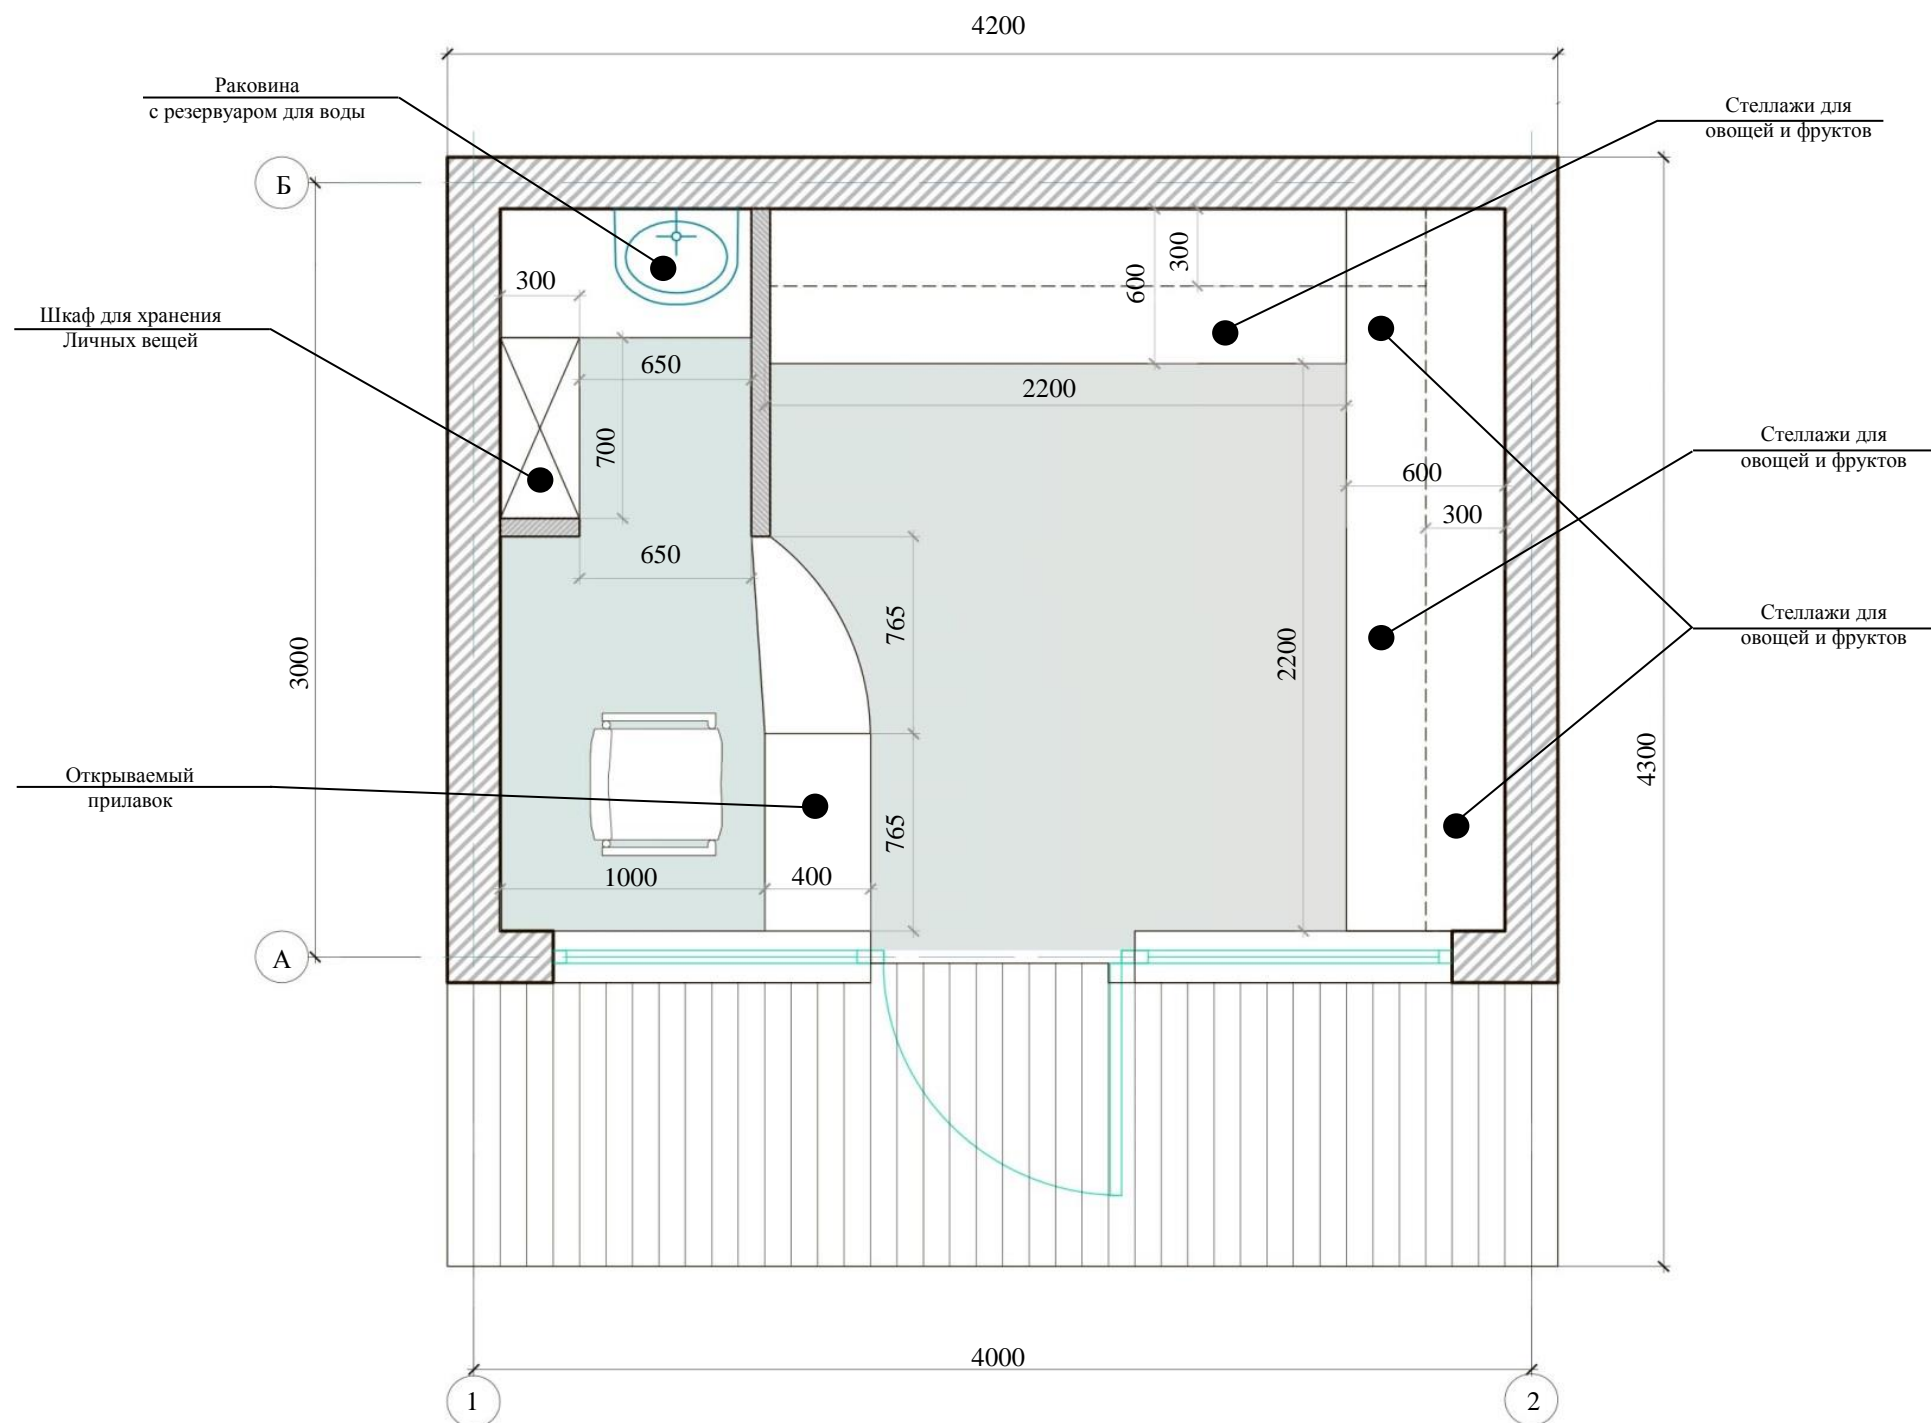 4200
Раковина
с резервуаром для воды
Стеллажи для
овощей и фруктов
Б
300
600
300
Шкаф для хранения
Личных вещей
650
2200
700
600
Стеллажи для
овощей и фруктов
300
650
765
2200
3000
Стеллажи для
овощей и фруктов
4300
Открываемый
прилавок
765
1000
400
А
4000
1
2